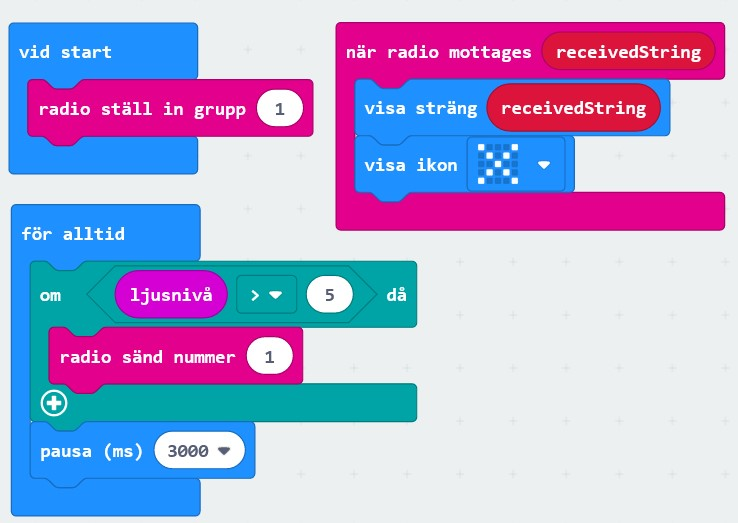 vid start
radio ställ in grupp 1
när radio mottages receivedString
visa sträng receivedString
visa ikon
för alltid
om ljusnivå > 5 då
radio sänd nummer 1
pausa (ms) 3000